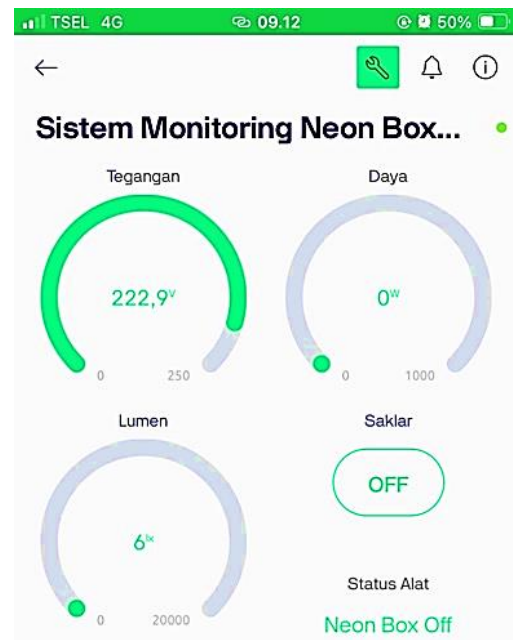 TSEL 4G 09.12 50%
Sistem Monitoring Neon Box...
Tegangan Daya
222,9V 0W
0 250 0 1000
Lumen Saklar
6lx OFF
Status Alat
0 20000 Neon Box Off